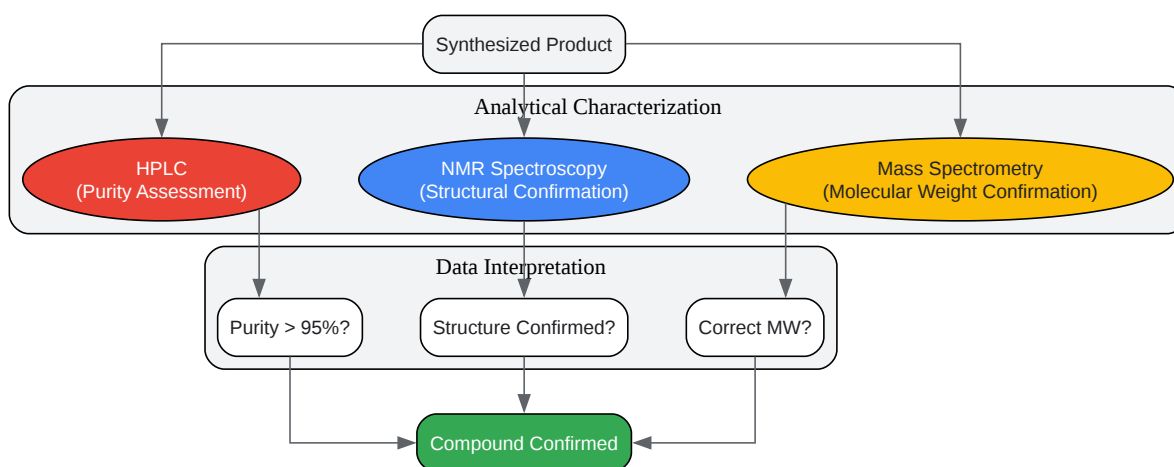 Synthesized Product
Analytical Characterization
HPLC
(Purity Assessment)
NMR Spectroscopy
(Structural Confirmation)
Mass Spectrometry
(Molecular Weight Confirmation)
Data Interpretation
Purity > 95%?
Structure Confirmed?
Correct MW?
Compound Confirmed